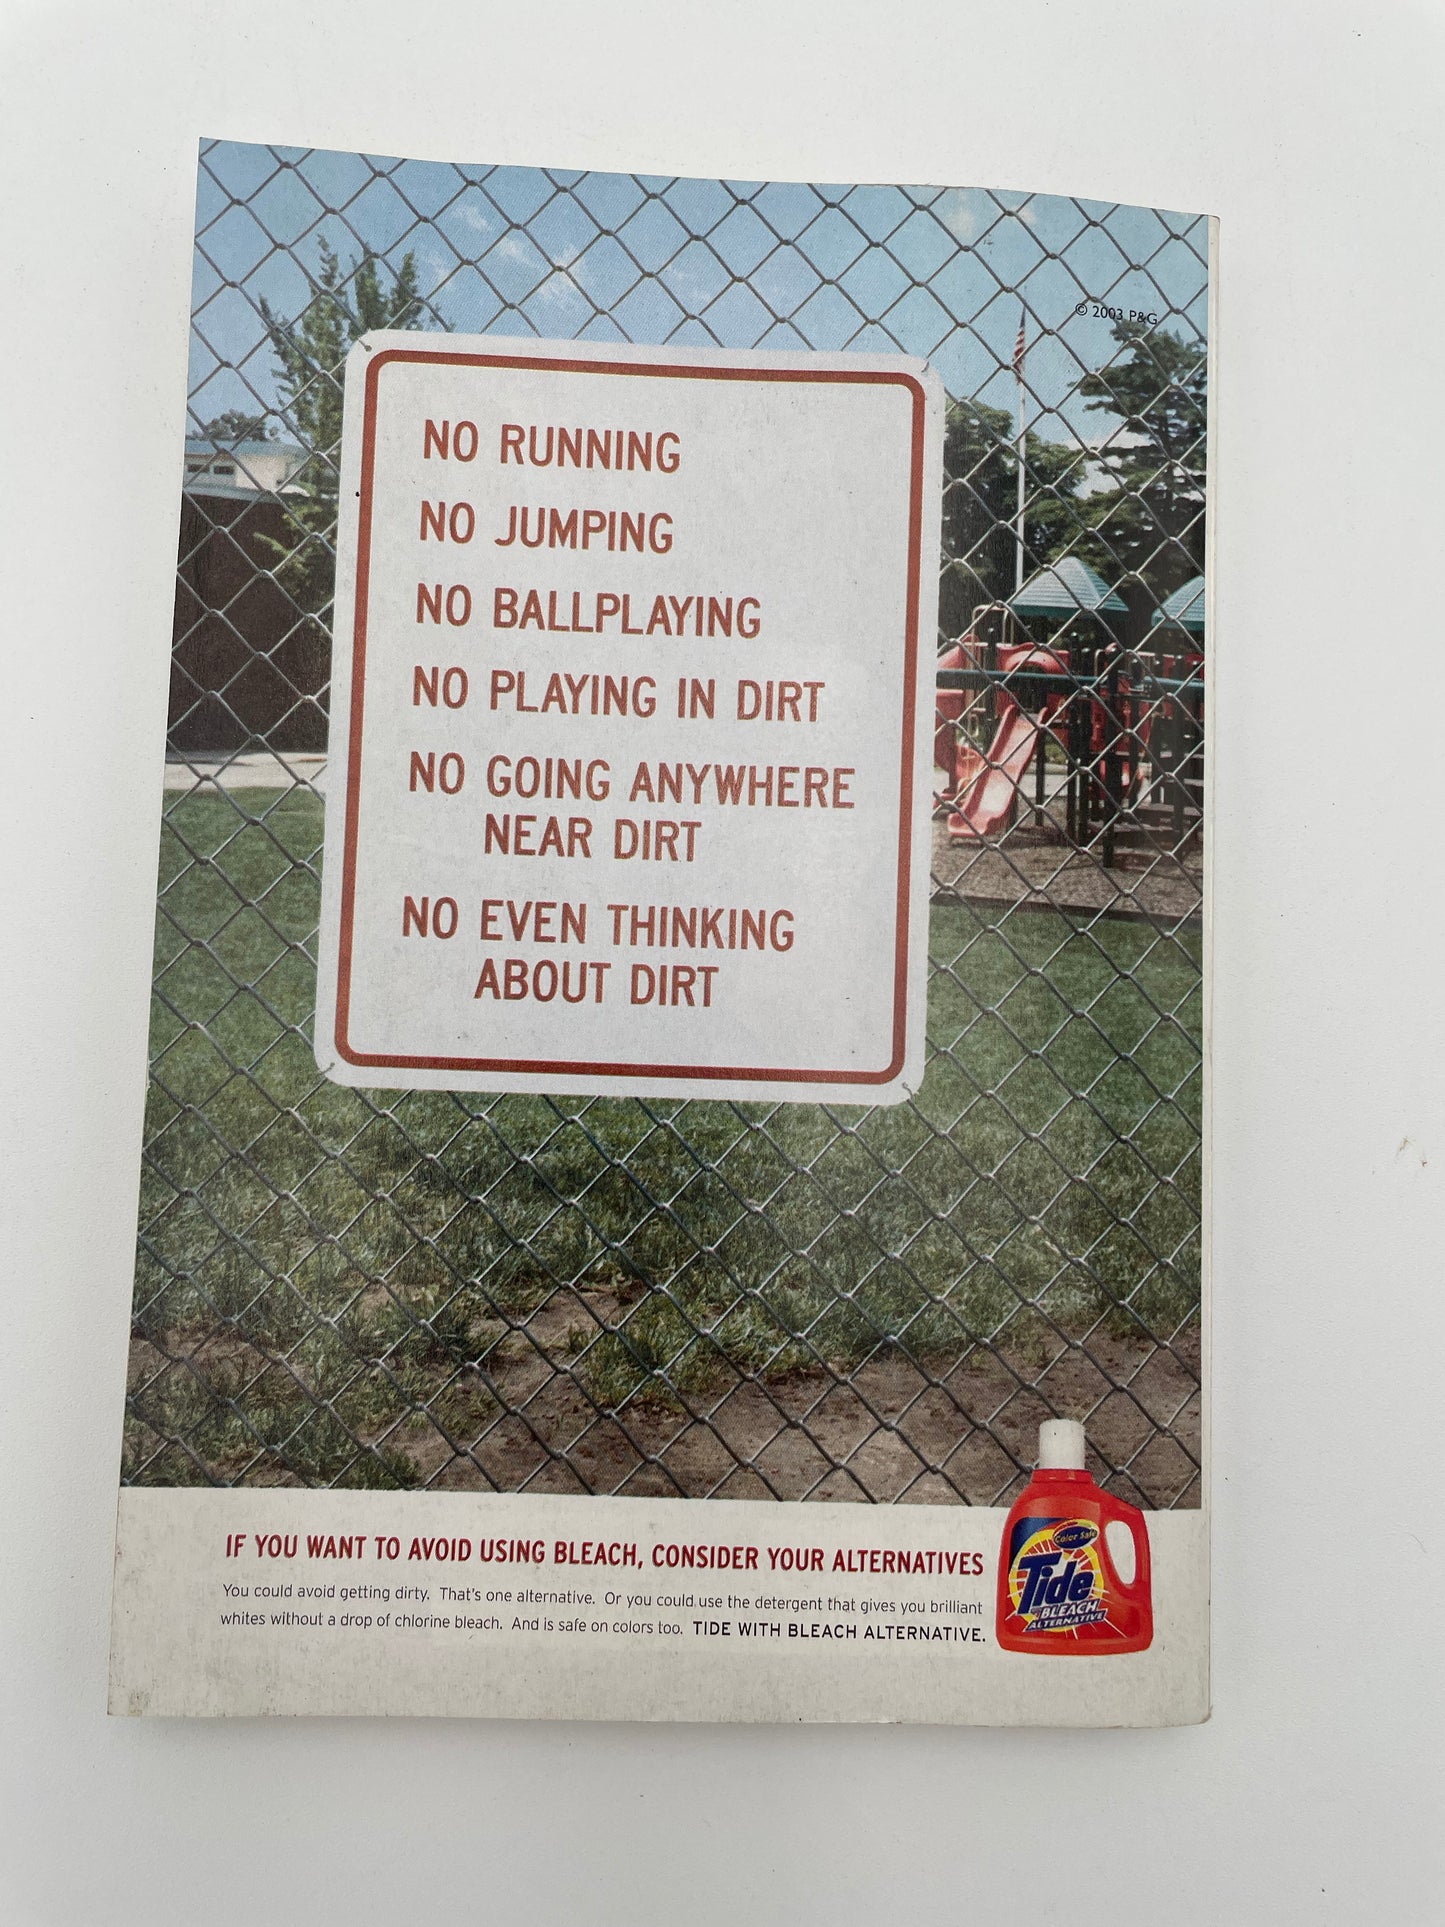 © 2003 P&G
NO RUNNING
NO JUMPING
NO BALLPLAYING
NO PLAYING IN DIRT
NO GOING ANYWHERE
NEAR DIRT
NO EVEN THINKING
ABOUT DIRT
IF YOU WANT TO AVOID USING BLEACH, CONSIDER YOUR ALTERNATIVES
You could avoid getting dirty. That's one alternative. Or you could use the detergent that gives you brilliant
whites without a drop of chlorine bleach. And is safe on colors too. TIDE WITH BLEACH ALTERNATIVE.
Color Safe
Tide
BLEACH
ALTERNATIVE